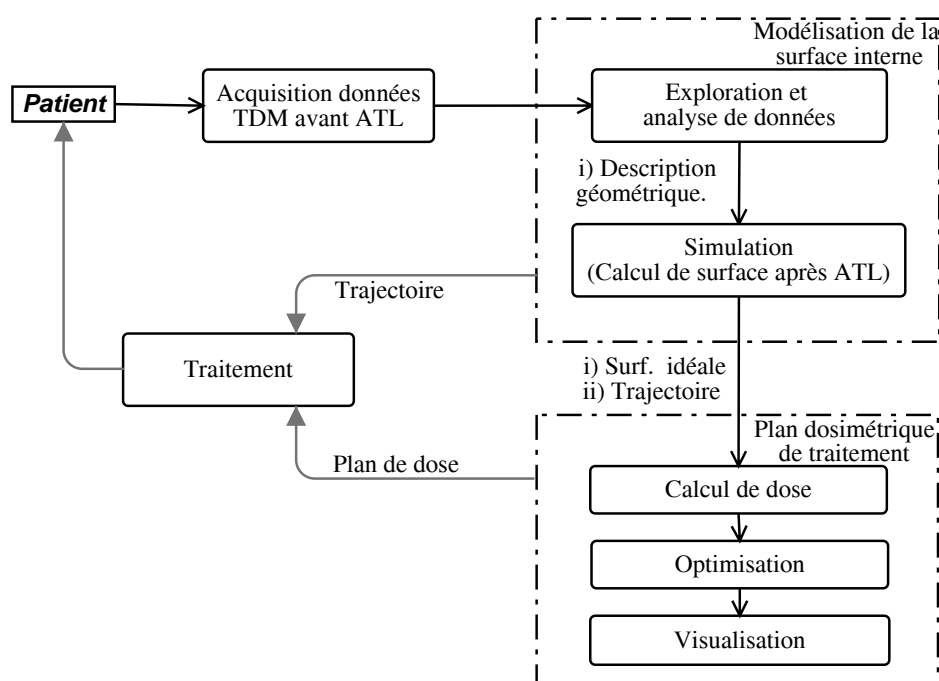 Modélisation de la
surface interne
Patient
Acquisition données
TDM avant ATL
Exploration et
analyse de données
i) Description
géométrique.
Simulation
(Calcul de surface après ATL)
Trajectoire
Traitement
i) Surf. idéale
ii) Trajectoire
Plan dosimétrique
de traitement
Plan de dose
Calcul de dose
Optimisation
Visualisation